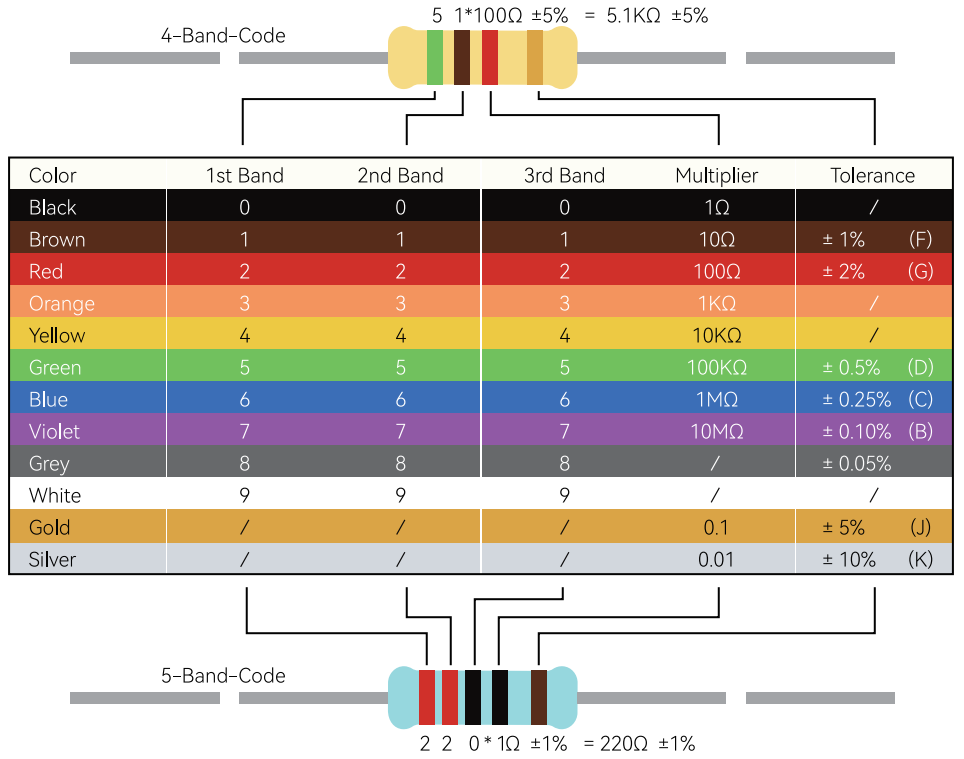 5 1*100Ω ±5% = 5.1KΩ ±5%
4-Band-Code
Color 1st Band 2nd Band 3rd Band Multiplier Tolerance
Black 0 0 0 1Ω /
Brown 1 1 1 10Ω ± 1% (F)
Red 2 2 2 100Ω ± 2% (G)
Orange 3 3 3 1KΩ /
Yellow 4 4 4 10KΩ /
Green 5 5 5 100KΩ ± 0.5% (D)
Blue 6 6 6 1MΩ ± 0.25% (C)
Violet 7 7 7 10MΩ ± 0.10% (B)
Grey 8 8 8 / ± 0.05%
White 9 9 9 / /
Gold / / / 0.1 ± 5% (J)
Silver / / / 0.01 ± 10% (K)
5-Band-Code
2 2 0 * 1Ω ±1% = 220Ω ±1%